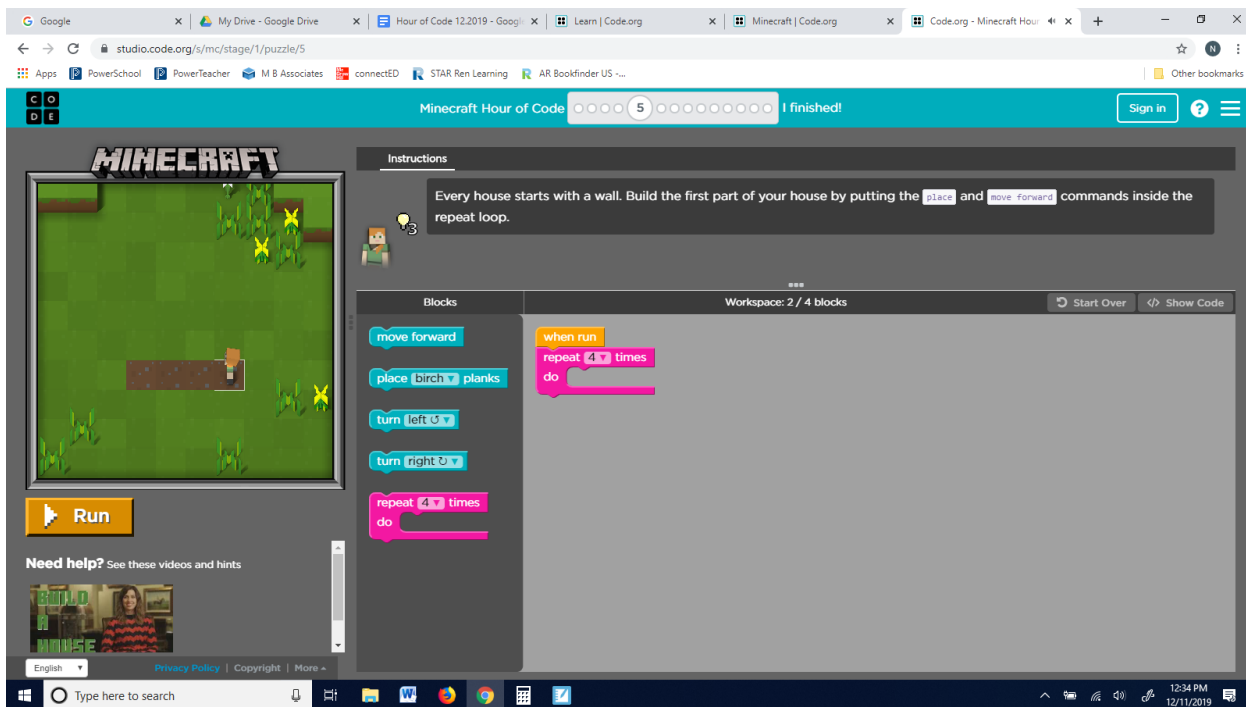 Google
My Drive - Google Drive
Hour of Code 12.2019 - Googl
Learn | Code.org
Minecraft | Code.org
Code.org - Minecraft Hour
studio.code.org/s/mc/stage/1/puzzle/5
N
Apps
PowerSchool
PowerTeacher
M B Associates
connectED
STAR Ren Learning
AR Bookfinder US -...
Other bookmarks
C O
D E
Minecraft Hour of Code
5
I finished!
Sign in
?
MINECRAFT
Instructions
Every house starts with a wall. Build the first part of your house by putting the place and move forward commands inside the
repeat loop.
3
Blocks
Workspace: 2 / 4 blocks
Start Over
</> Show Code
move forward
place birch planks
turn left
turn right
repeat 4 times
do
when run
repeat 4 times
do
Run
Need help? See these videos and hints
BUILD
A
HOUSE
English
Privacy Policy | Copyright | More
Type here to search
12:34 PM
12/11/2019